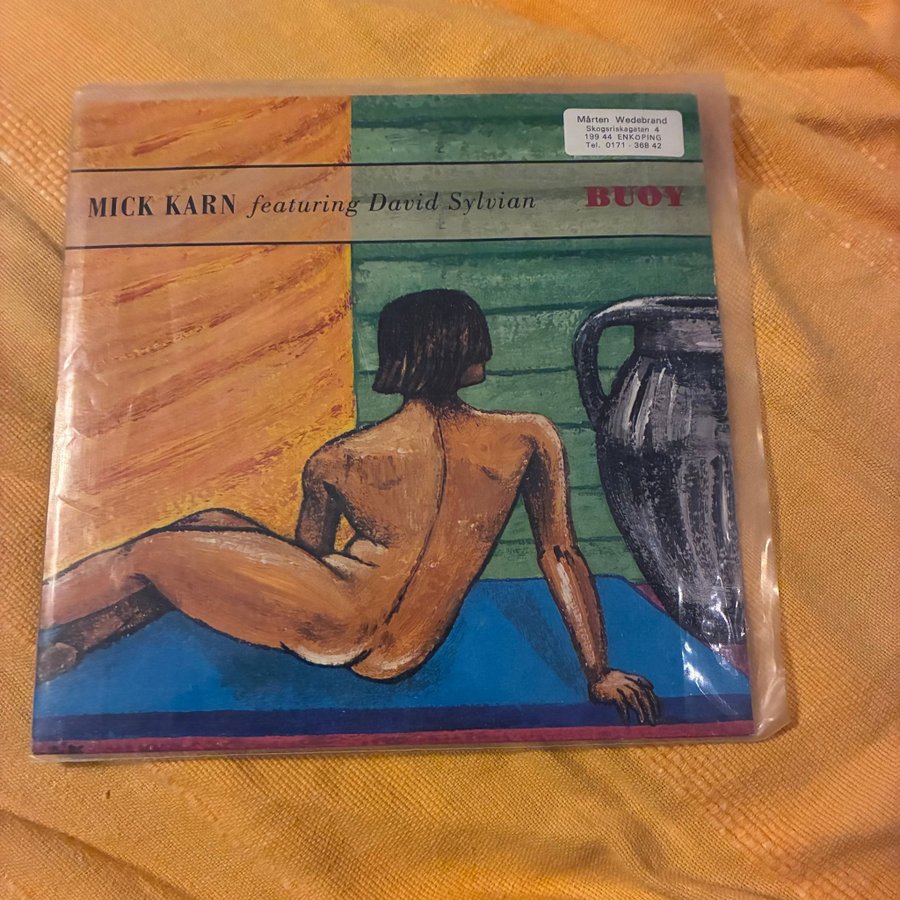 Mårten Wedebrand
Skogsriskagatan 4
199 44 ENKÖPING
Tel. 0171 - 368 42
MICK KARN featuring David Sylvian BUOY